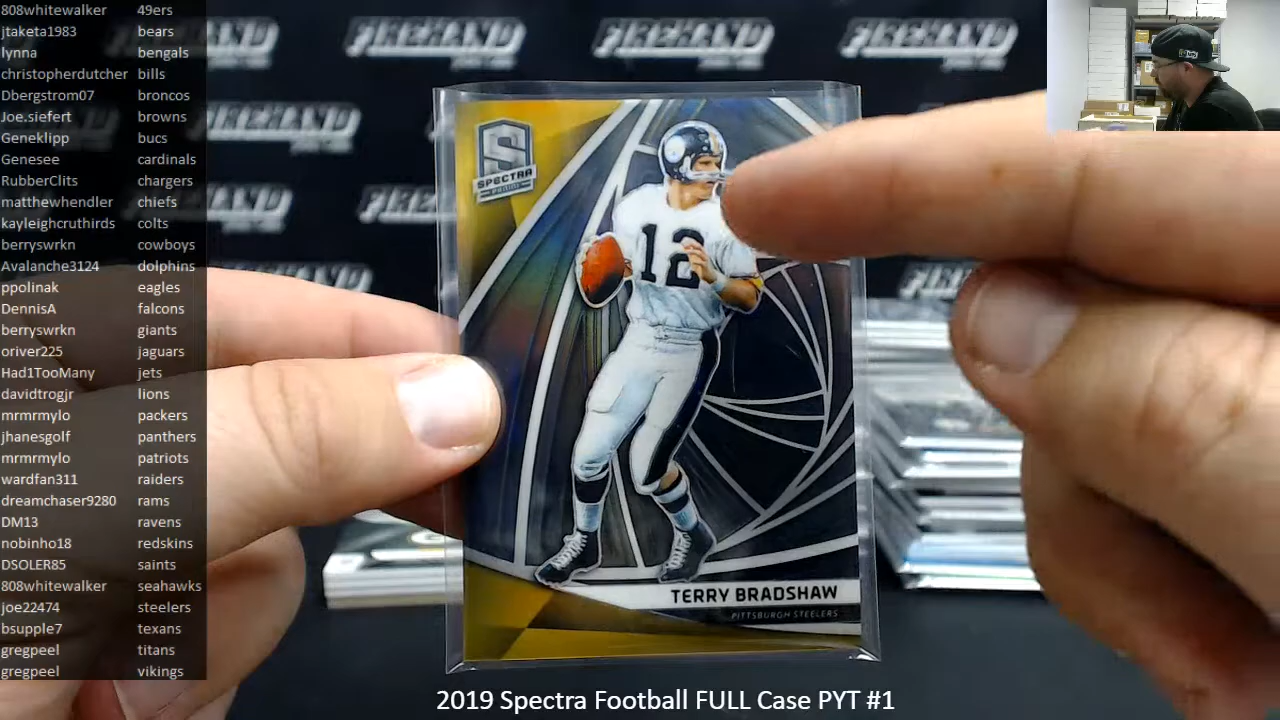 808whitewalker 49ers
jtaketa1983 bears
lynna bengals
christopherdutcher bills
Dbergstrom07 broncos
Joe.siefert browns
Geneklipp bucs
Genesee cardinals
RubberClits chargers
matthewhendler chiefs
kayleighcruthirds colts
berryswrkn cowboys
Avalanche3124 dolphins
ppolinak eagles
DennisA falcons
berryswrkn giants
oriver225 jaguars
Had1TooMany jets
davidtrogjr lions
mrmrmylo packers
jhanesgolf panthers
mrmrmylo patriots
wardfan311 raiders
dreamchaser9280 rams
DM13 ravens
nobinho18 redskins
DSOLER85 saints
808whitewalker seahawks
joe22474 steelers
bsupple7 texans
gregpeel titans
gregpeel vikings
FIREHAND FIREHAND FIREHAND FIREHAND
S
SPECTRA
12
TERRY BRADSHAW
PITTSBURGH STEELERS
2019 Spectra Football FULL Case PYT #1